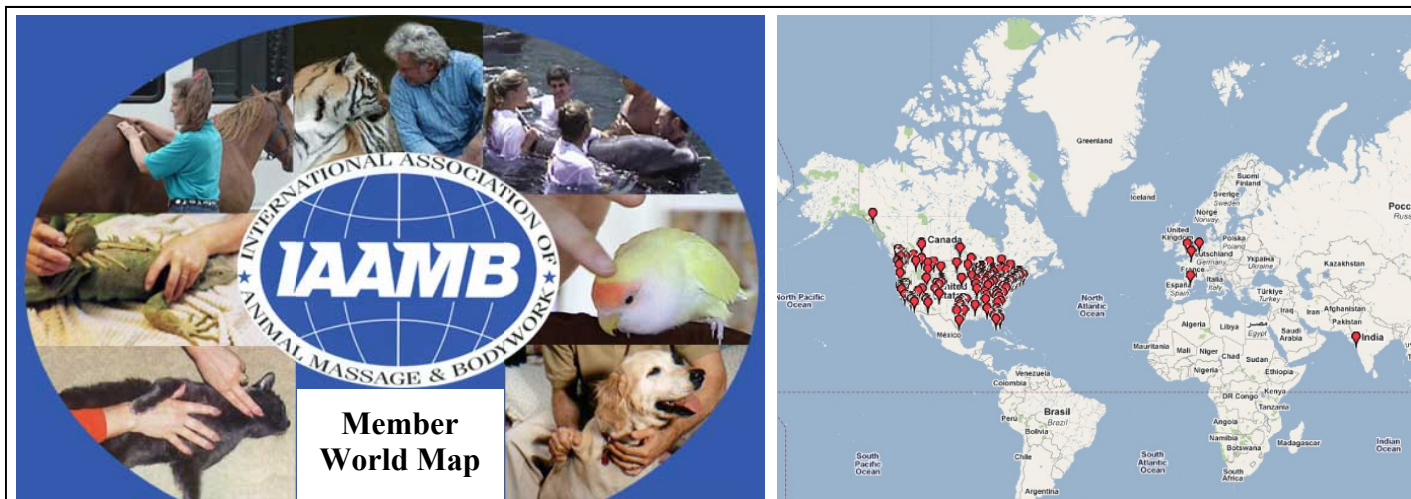 INTERNATIONAL ASSOCIATION OF
IAAMB
ANIMAL MASSAGE & BODYWORK
Member
World Map
Greenland
Iceland
Suomi
Finland
Sverige
Sweden
Norge
Norway
United
Kingdom
Polska
Poland
Deutschland
Germany
Україна
Ukraine
France
Italia
Italy
España
Spain
Türkiye
Turkey
Kazakhstan
Canada
United
States
México
North Pacific
Ocean
North
Atlantic
Ocean
Algeria
Libya
مصر
Egypt
Iraq
Iran
Afghanistan
Pakistan
Saudi
Arabia
India
Mauritania
Mali
Niger
Chad
Sudan
Nigeria
Ethiopia
Kenya
DR Congo
Tanzania
Angola
Namibia
Botswana
Madagascar
South
Africa
Venezuela
Colombia
Perú
Brasil
Brazil
Bolivia
Chile
Argentina
South
Pacific
Ocean
South
Atlantic
Ocean
Indian
Ocean